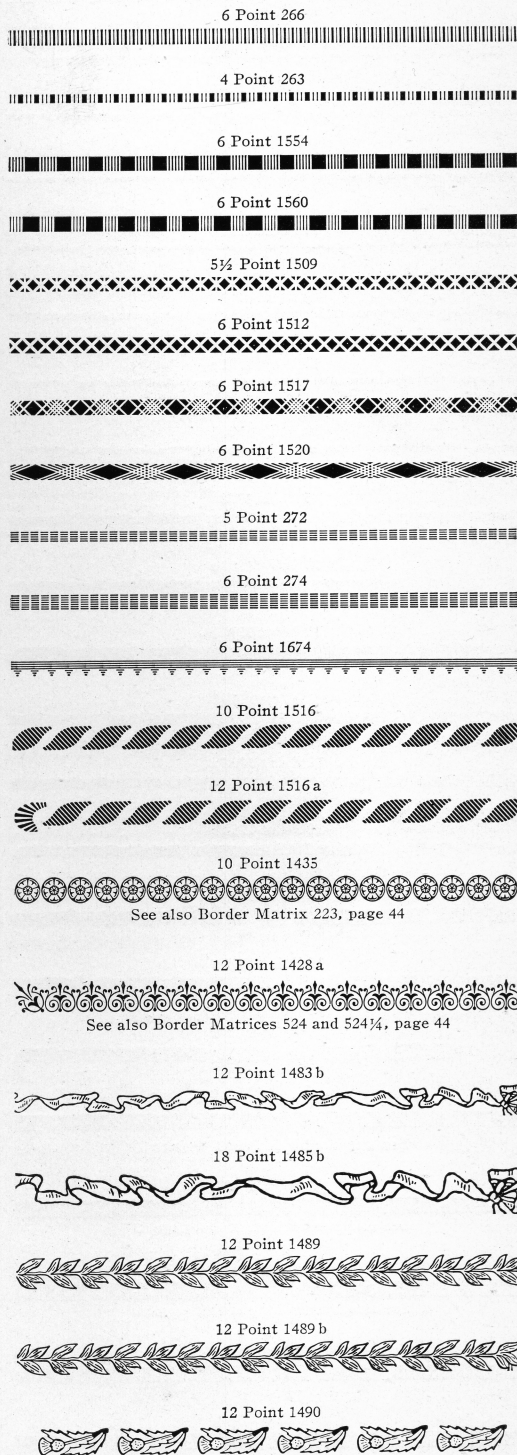 6 Point 266
4 Point 263
6 Point 1554
6 Point 1560
5½ Point 1509
6 Point 1512
6 Point 1517
6 Point 1520
5 Point 272
6 Point 274
6 Point 1674
10 Point 1516
12 Point 1516 a
10 Point 1435
See also Border Matrix 223, page 44
12 Point 1428 a
See also Border Matrices 524 and 524¼, page 44
12 Point 1483 b
18 Point 1485 b
12 Point 1489
12 Point 1489 b
12 Point 1490